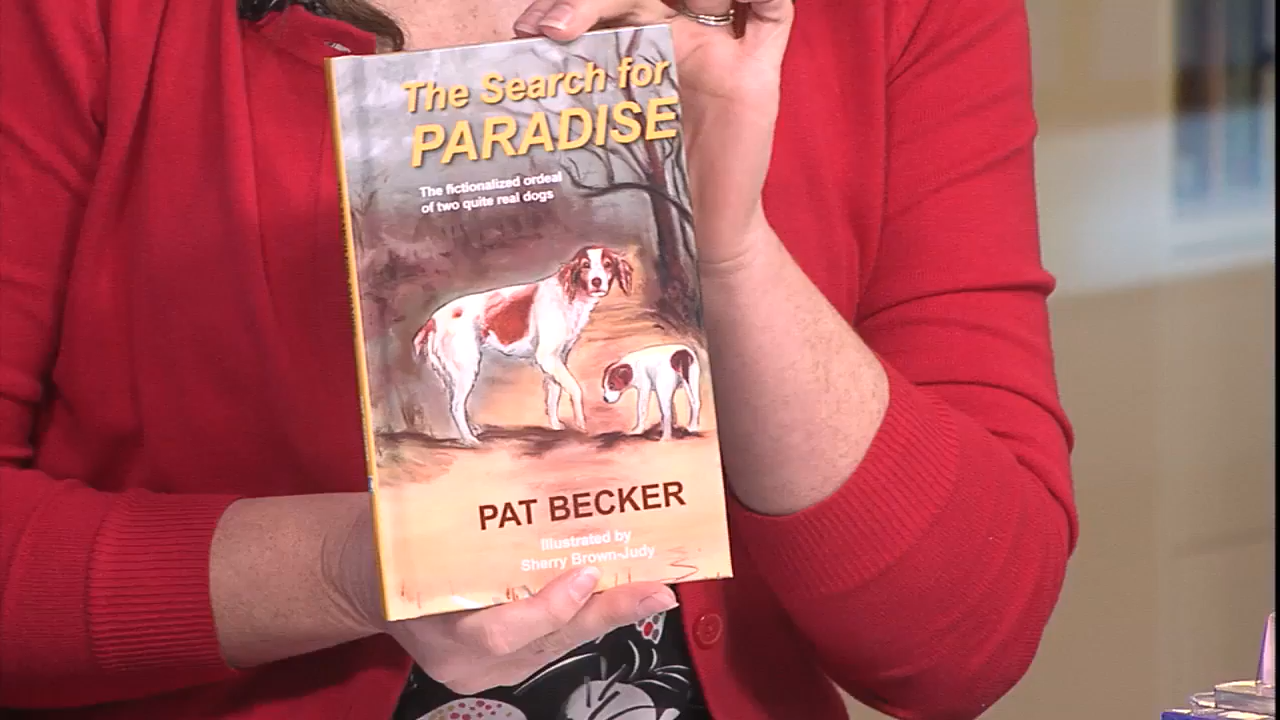 The Search for
PARADISE
The fictionalized ordeal
of two quite real dogs
PAT BECKER
Illustrated by
Sherry Brown-Judy